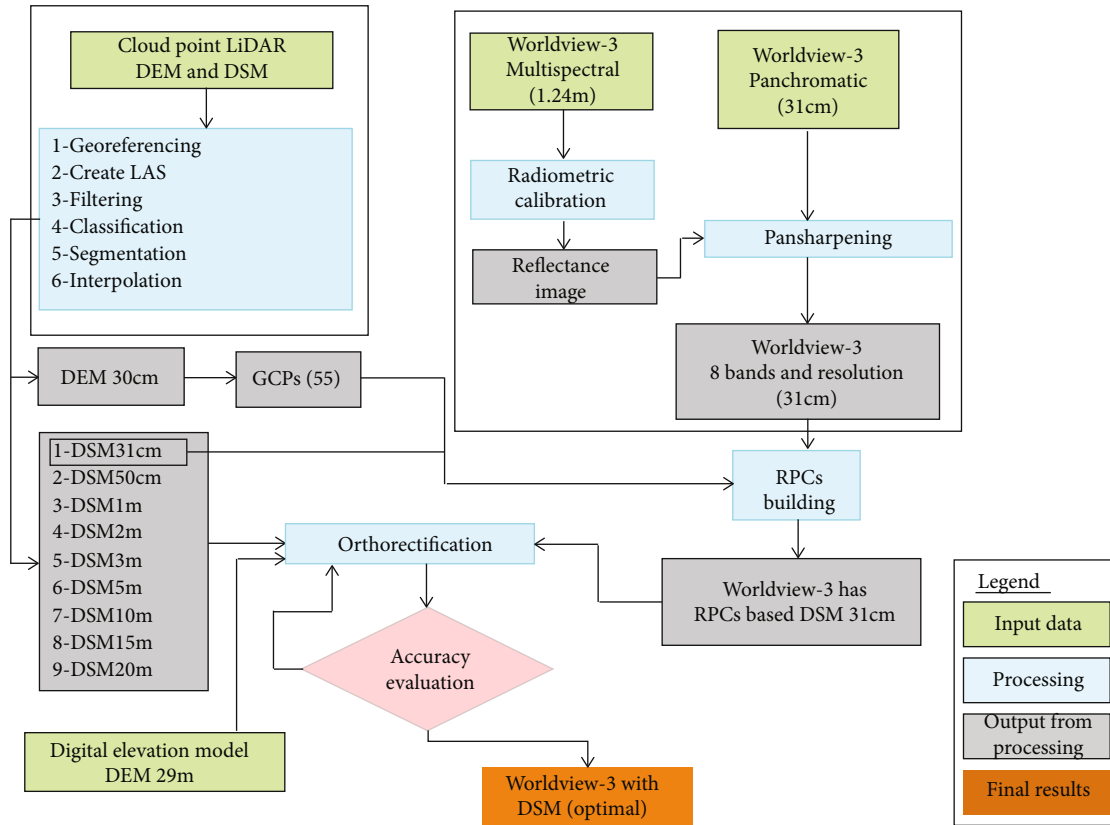 Cloud point LiDAR
DEM and DSM
1-Georeferencing
2-Create LAS
3-Filtering
4-Classification
5-Segmentation
6-Interpolation
Worldview-3
Multispectral
(1.24m)
Worldview-3
Panchromatic
(31cm)
Radiometric
calibration
Reflectance
image
Pansharpening
Worldview-3
8 bands and resolution
(31cm)
DEM 30cm
GCPs (55)
1-DSM31cm
2-DSM50cm
3-DSM1m
4-DSM2m
5-DSM3m
6-DSM5m
7-DSM10m
8-DSM15m
9-DSM20m
RPCs
building
Orthorectification
Worldview-3 has
RPCs based DSM 31cm
Accuracy
evaluation
Digital elevation model
DEM 29m
Worldview-3 with
DSM (optimal)
Legend
Input data
Processing
Output from
processing
Final results